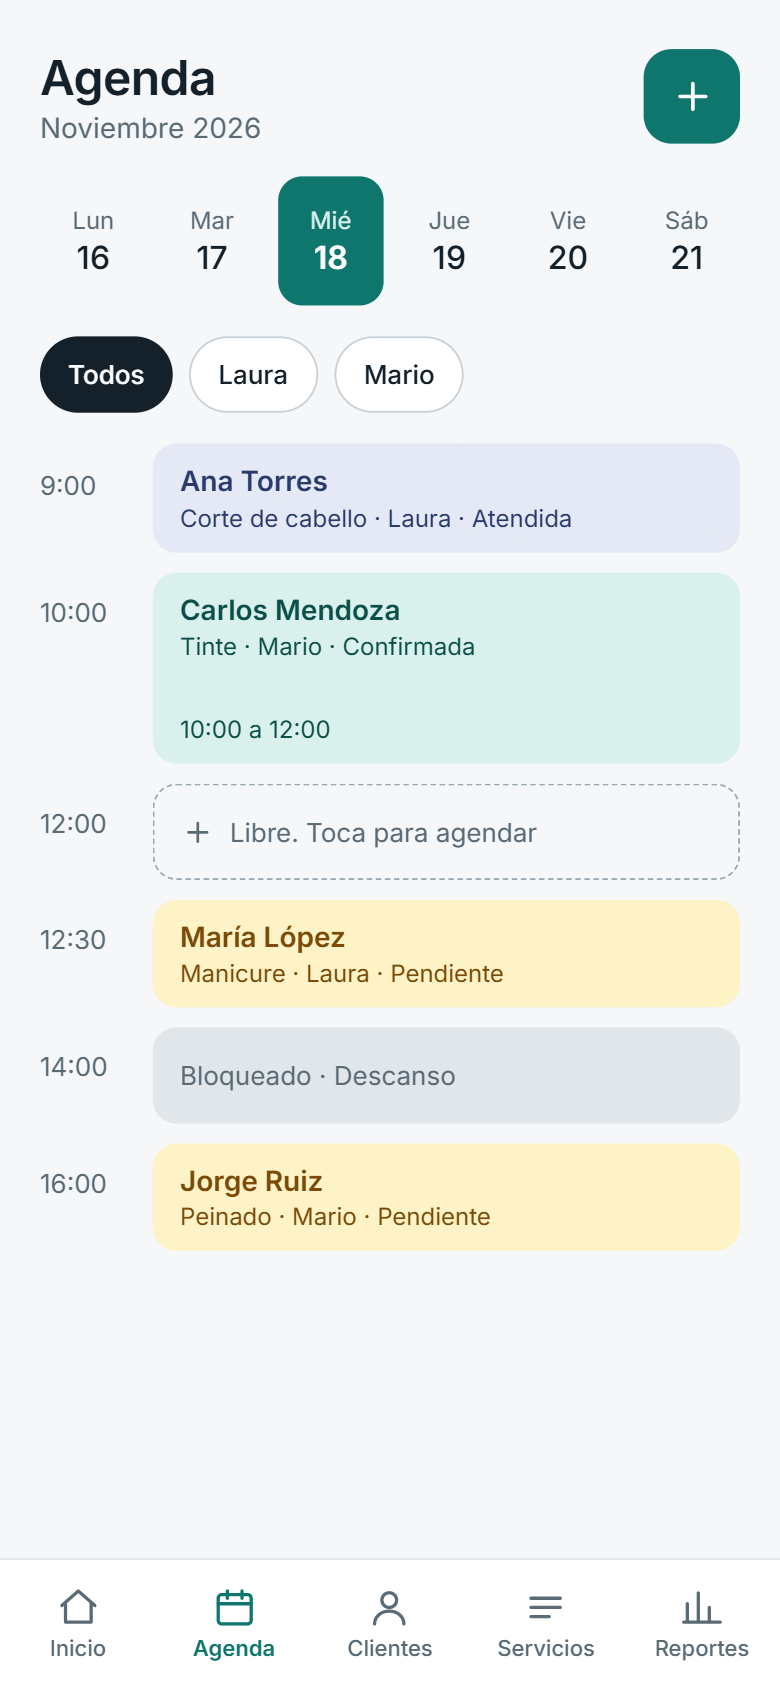 Agenda
Noviembre 2026
Lun Mar Mié Jue Vie Sáb
16 17 18 19 20 21
Todos Laura Mario
9:00 Ana Torres
Corte de cabello · Laura · Atendida
10:00 Carlos Mendoza
Tinte · Mario · Confirmada
10:00 a 12:00
12:00 Libre. Toca para agendar
12:30 María López
Manicure · Laura · Pendiente
14:00 Bloqueado · Descanso
16:00 Jorge Ruiz
Peinado · Mario · Pendiente
Inicio Agenda Clientes Servicios Reportes